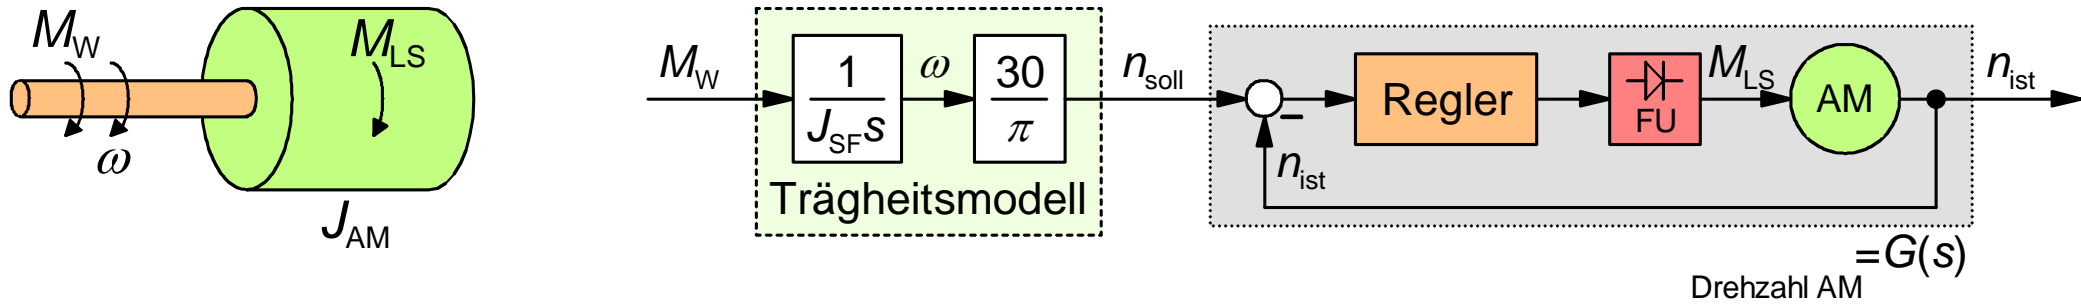 M_W
M_LS
ω
J_AM
M_W
1
J_SF s
ω
30
π
n_soll
Trägheitsmodell
Regler
FU
M_LS
AM
n_ist
n_ist
=G(s)
Drehzahl AM